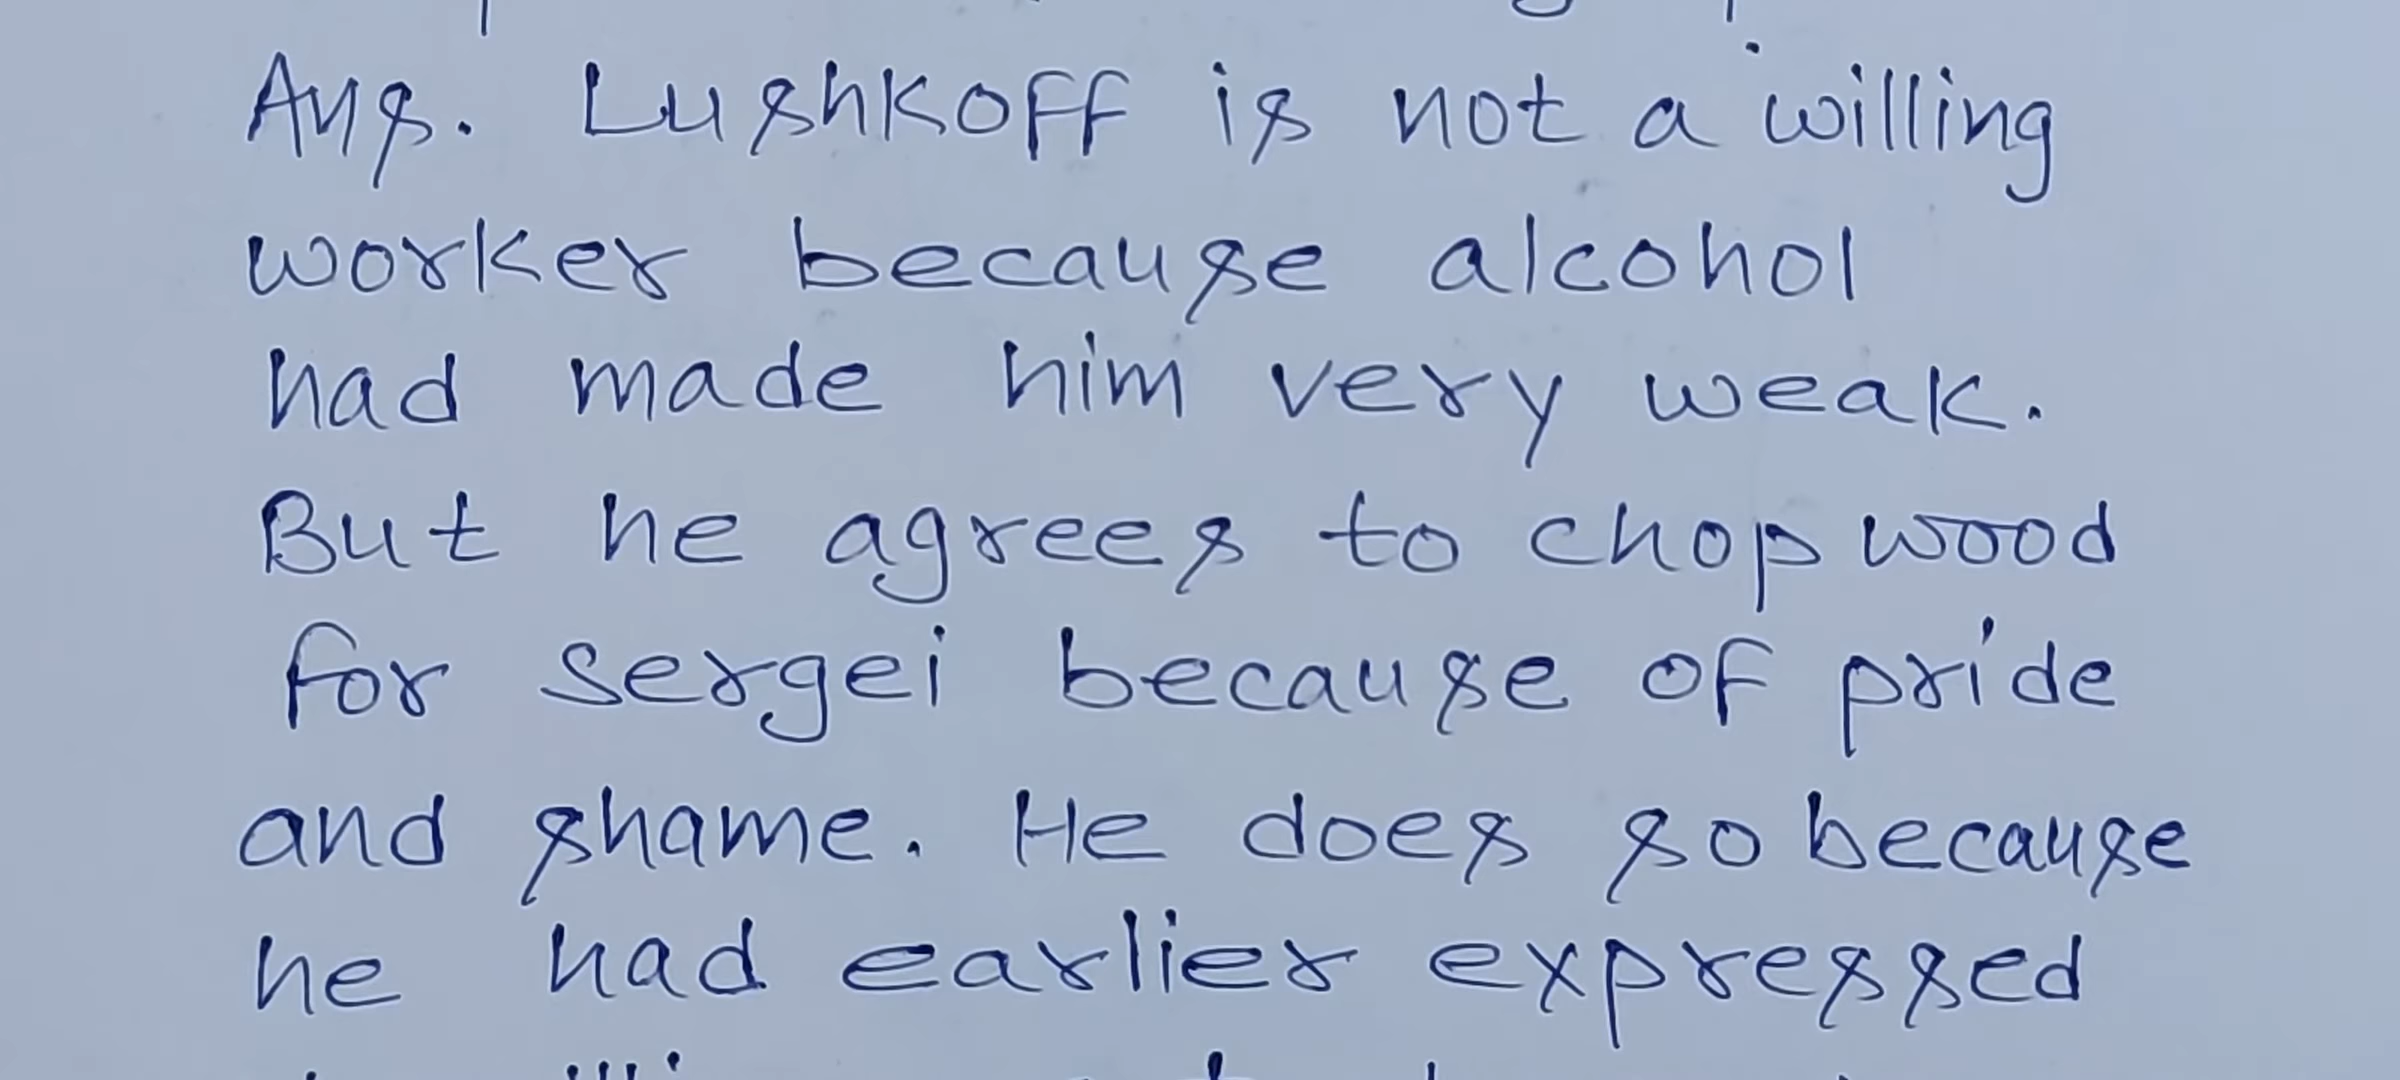 Ans. Lushkoff is not a willing
worker because alcohol
had made him very weak.
But he agrees to chop wood
for sergei because of pride
and shame. He does so because
he had earlier expressed